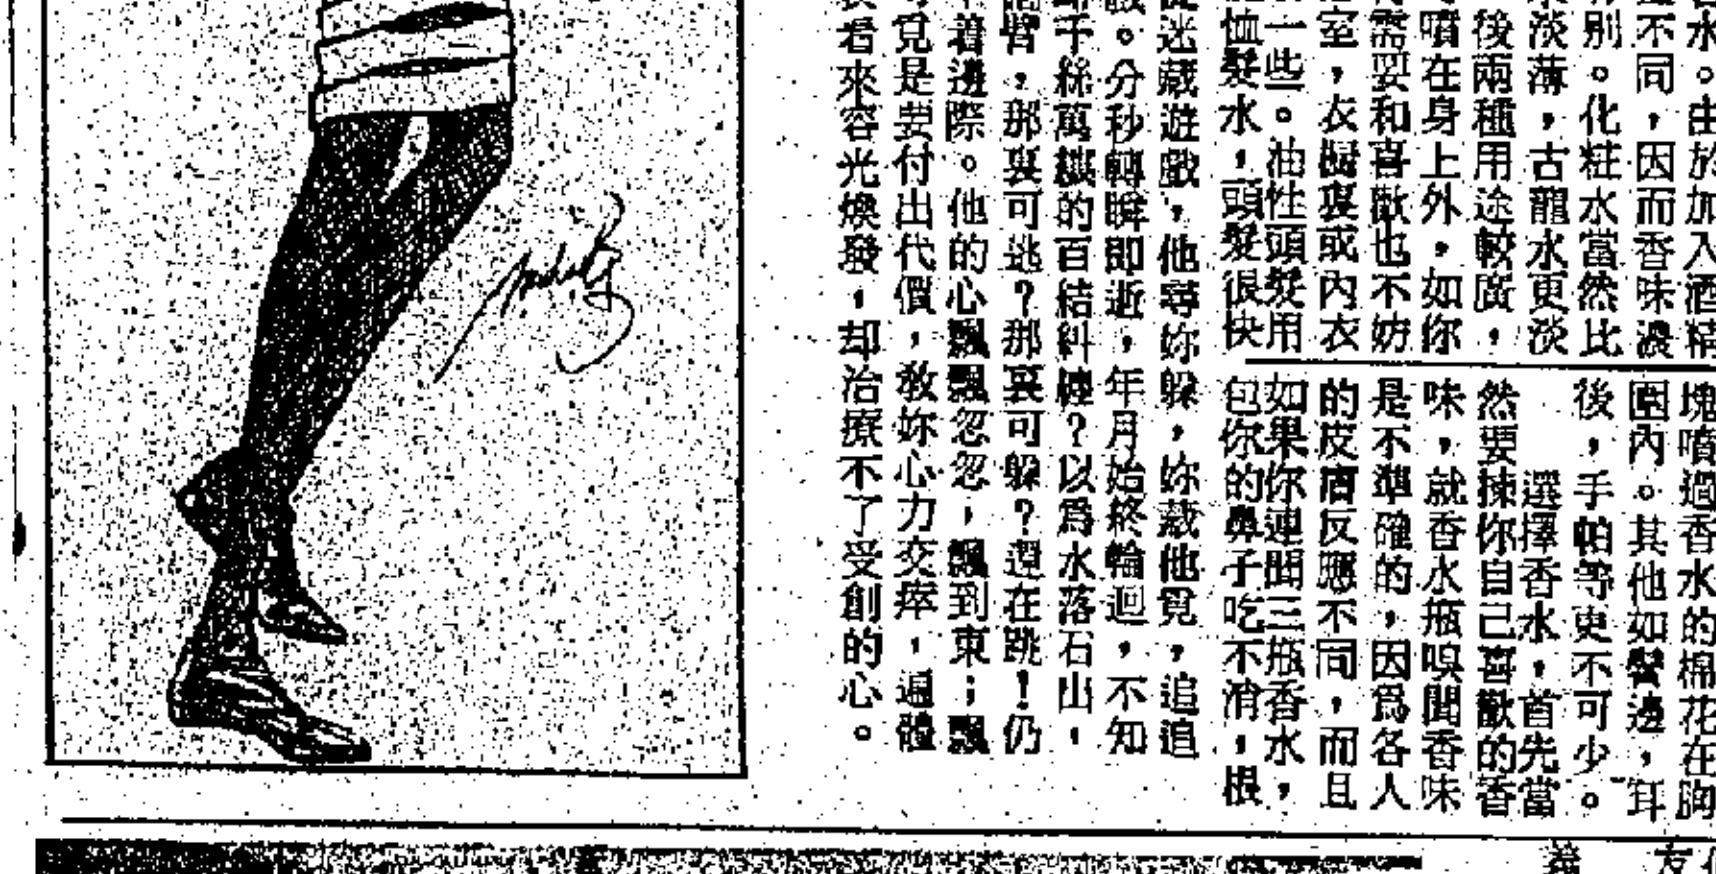 香水。由於加入酒精
不同，因而香味濃
別。化粧水當然比
淡薄，古龍水更淡
後兩種用途較廣，
噴在身上外，如你
需要和喜歡也不妨
室，衣櫥裏或內衣
一些。油性頭髮用
恤髮水，頭髮很快
塊噴過香水的棉花在胸
圍內。其他如臂邊，耳
後，手帕等更不可少。
選擇香水，首先當
然要揀你自己喜歡的香
味，就香水瓶嗅聞香味
是不準確的，因爲各人
的皮膚反應不同，而且
如果你連聞三瓶香水，
包你的鼻子吃不消，根
迷藏遊戲，他尋妳躲，妳藏他覓，追追
戲。分秒轉瞬即逝，年月始終輪迴，不知
千絲萬縷的百結糾纏？以爲水落石出，
臂，那裏可逃？那裏可躲？還在跳！仍
着邊際。他的心飄飄忽忽，飄到東；飄
見是要付出代價，教妳心力交瘁，遍體
君來容光煥發，却治療不了受創的心。